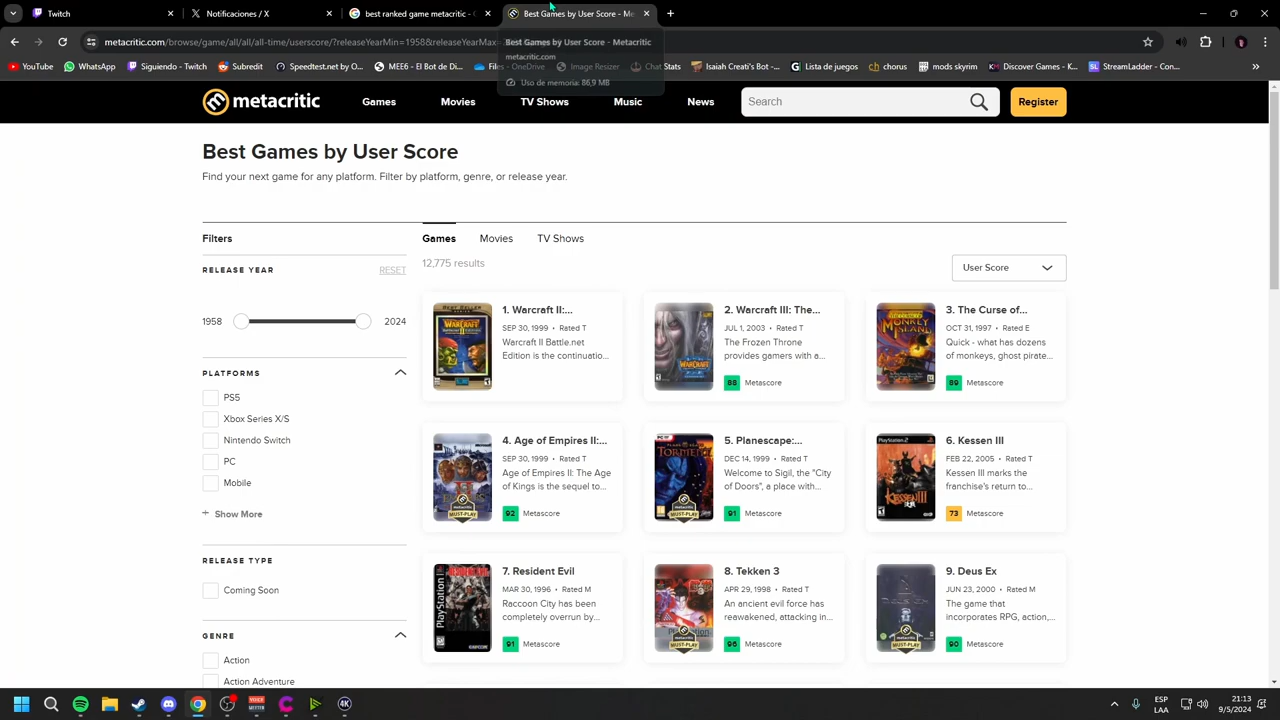 Twitch
Notificaciones / X
best ranked game metacritic - G
Best Games by User Score - Me
metacritic.com/browse/game/all/all/all-time/userscore/?releaseYearMin=1958&releaseYearMax=
Best Games by User Score - Metacritic
metacritic.com
Uso de memoria: 86,9 MB
YouTube
WhatsApp
Siguiendo - Twitch
Subredit
Speedtest.net by O...
MEE6 - El Bot de Di...
Files - OneDrive
Image Resizer
Chat Stats
Isaiah Creati's Bot -...
Lista de juegos
chorus
mods skyrim
Discover Games - K...
StreamLadder - Con...
metacritic
Games
Movies
TV Shows
Music
News
Search
Register
Best Games by User Score
Find your next game for any platform. Filter by platform, genre, or release year.
Filters
Games
Movies
TV Shows
RELEASE YEAR
RESET
12,775 results
User Score
1958
2024
PLATFORMS
PS5
Xbox Series X/S
Nintendo Switch
PC
Mobile
+ Show More
RELEASE TYPE
Coming Soon
GENRE
Action
Action Adventure
1. Warcraft II:...
SEP 30, 1999 • Rated T
Warcraft II Battle.net
Edition is the continuatio...
2. Warcraft III: The...
JUL 1, 2003 • Rated T
The Frozen Throne
provides gamers with a...
88 Metascore
3. The Curse of...
OCT 31, 1997 • Rated E
Quick - what has dozens
of monkeys, ghost pirate...
89 Metascore
4. Age of Empires II:...
SEP 30, 1999 • Rated T
Age of Empires II: The Age
of Kings is the sequel to...
92 Metascore
5. Planescape:...
DEC 14, 1999 • Rated T
Welcome to Sigil, the "City
of Doors", a place with...
91 Metascore
6. Kessen III
FEB 22, 2005 • Rated T
Kessen III marks the
franchise's return to...
73 Metascore
7. Resident Evil
MAR 30, 1996 • Rated M
Raccoon City has been
completely overrun by...
91 Metascore
8. Tekken 3
APR 29, 1998 • Rated T
An ancient evil force has
reawakened, attacking in...
96 Metascore
9. Deus Ex
JUN 23, 2000 • Rated M
The game that
incorporates RPG, action,...
90 Metascore
ESP
LAA
21:13
9/5/2024